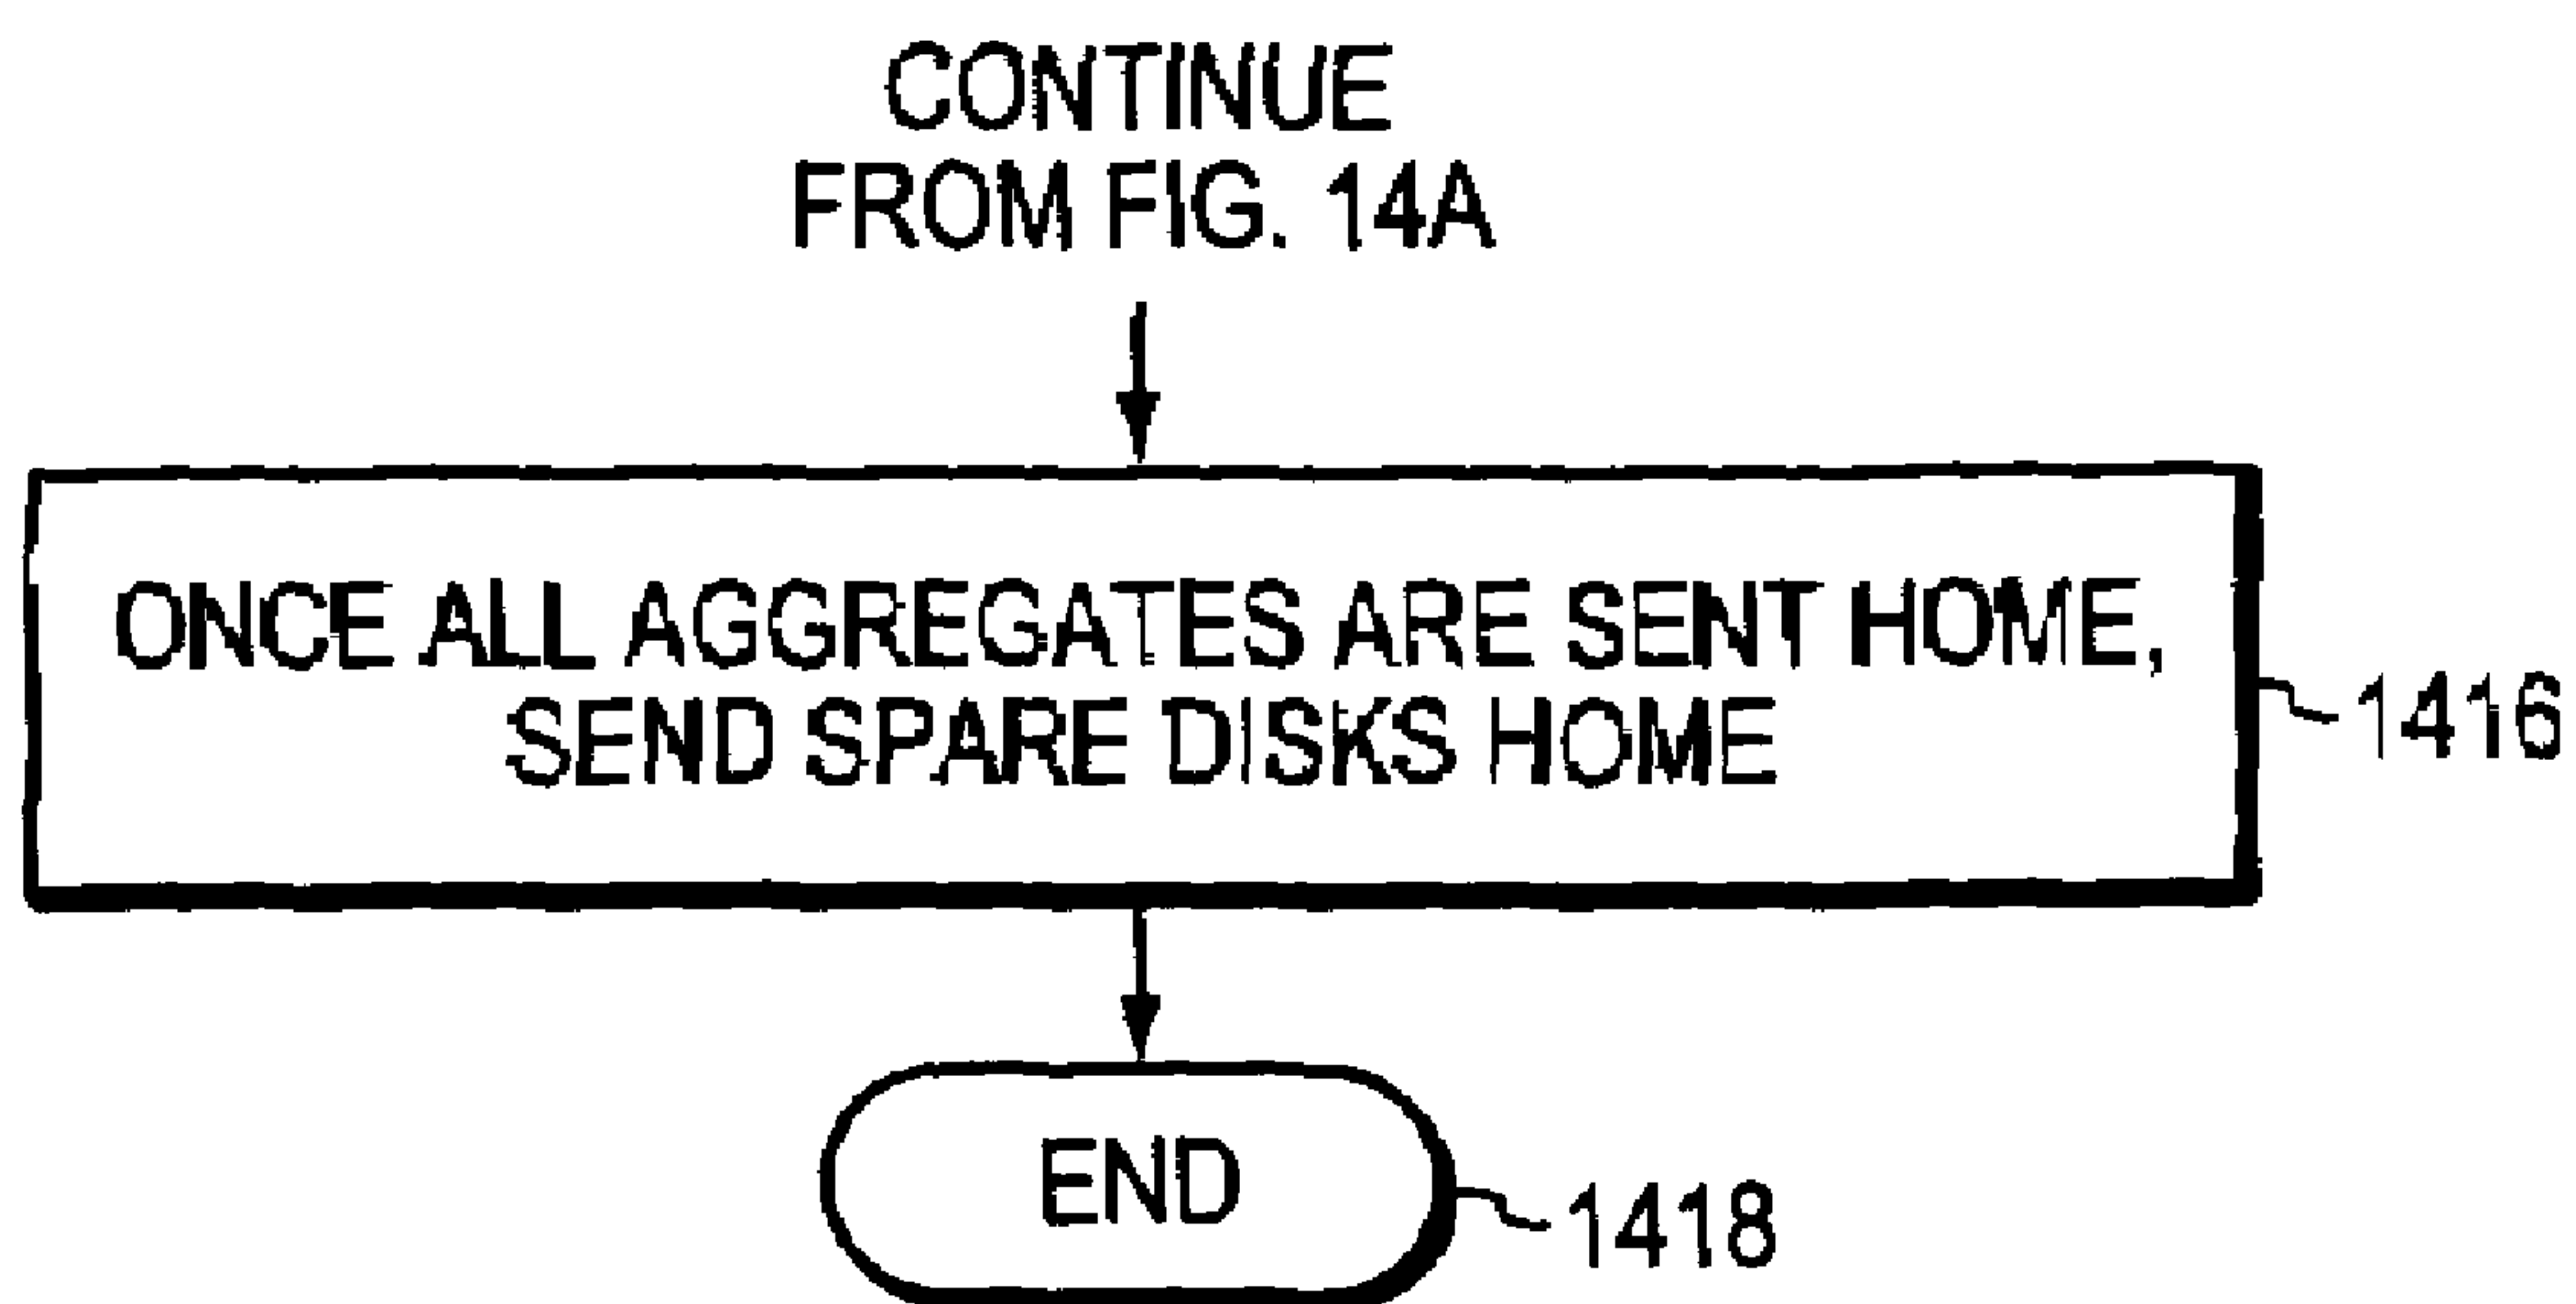 CONTINUE
FROM FIG. 14A
ONCE ALL AGGREGATES ARE SENT HOME,
SEND SPARE DISKS HOME
1416
END
1418